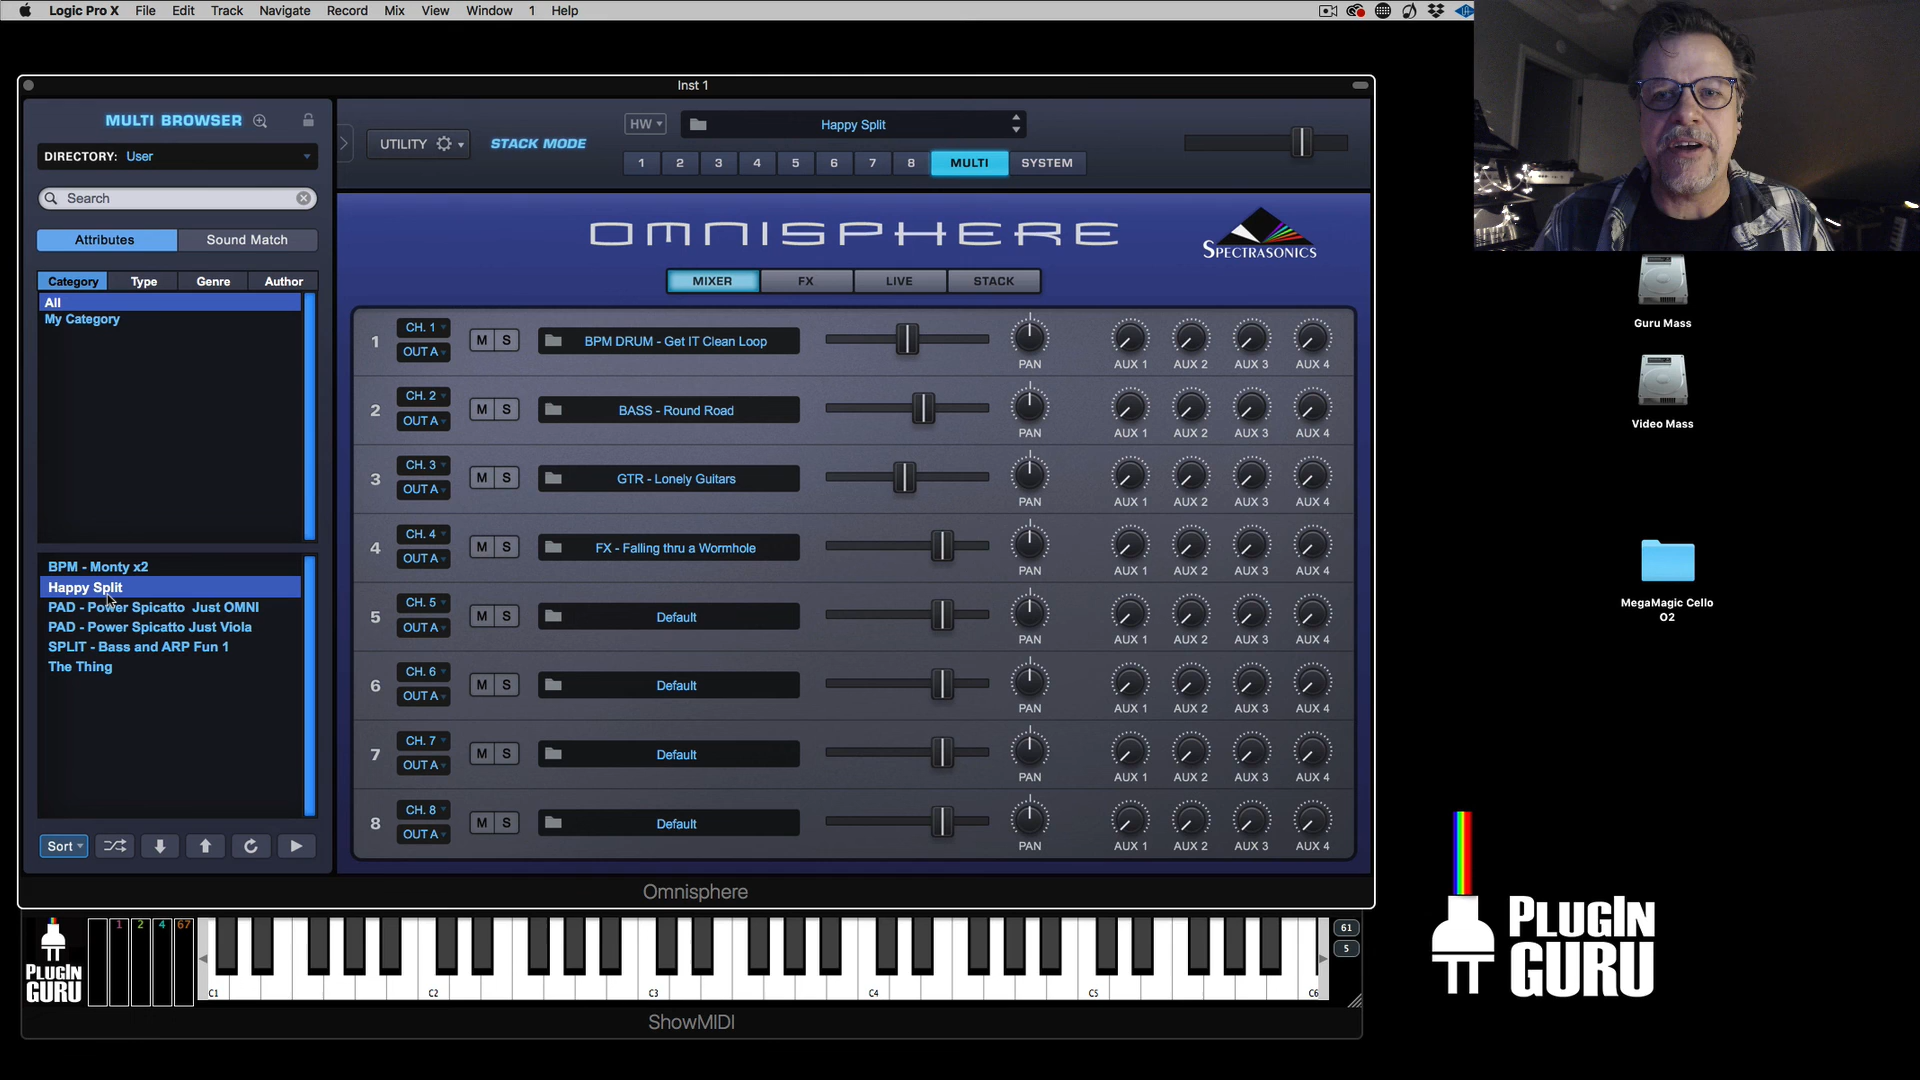 Logic Pro X File Edit Track Navigate Record Mix View Window 1 Help
Inst 1
MULTI BROWSER
DIRECTORY: User
Search
Attributes Sound Match
Category Type Genre Author
All
My Category
BPM - Monty x2
Happy Split
PAD - Power Spicatto Just OMNI
PAD - Power Spicatto Just Viola
SPLIT - Bass and ARP Fun 1
The Thing
Sort
UTILITY STACK MODE HW Happy Split
1 2 3 4 5 6 7 8 MULTI SYSTEM
OMNISPHERE
SPECTRASONICS
MIXER FX LIVE STACK
1 CH. 1 OUT A M S BPM DRUM - Get IT Clean Loop PAN AUX 1 AUX 2 AUX 3 AUX 4
2 CH. 2 OUT A M S BASS - Round Road PAN AUX 1 AUX 2 AUX 3 AUX 4
3 CH. 3 OUT A M S GTR - Lonely Guitars PAN AUX 1 AUX 2 AUX 3 AUX 4
4 CH. 4 OUT A M S FX - Falling thru a Wormhole PAN AUX 1 AUX 2 AUX 3 AUX 4
5 CH. 5 OUT A M S Default PAN AUX 1 AUX 2 AUX 3 AUX 4
6 CH. 6 OUT A M S Default PAN AUX 1 AUX 2 AUX 3 AUX 4
7 CH. 7 OUT A M S Default PAN AUX 1 AUX 2 AUX 3 AUX 4
8 CH. 8 OUT A M S Default PAN AUX 1 AUX 2 AUX 3 AUX 4
Omnisphere
1 2 4 67
PLUGIN
GURU
C1 C2 C3 C4 C5 C6
61
5
ShowMIDI
Guru Mass
Video Mass
MegaMagic Cello
O2
PLUGIN
GURU